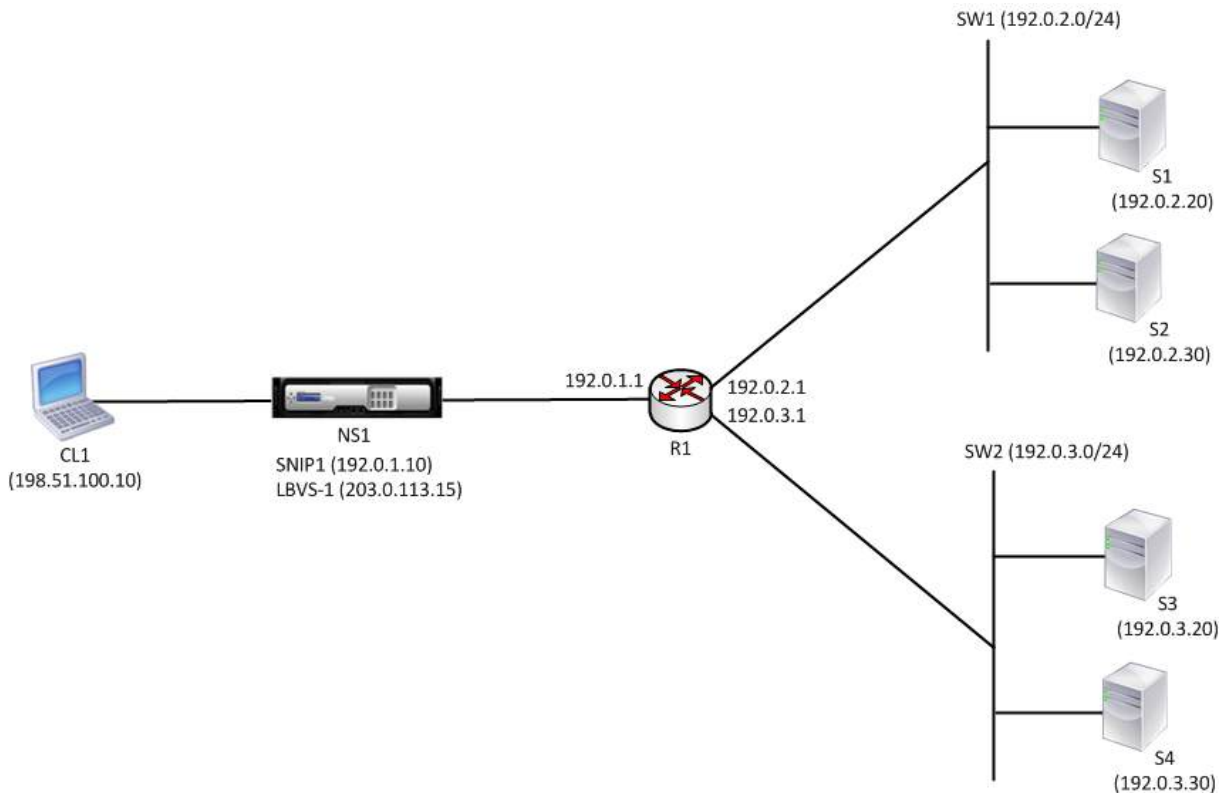 SW1 (192.0.2.0/24)
S1
(192.0.2.20)
S2
(192.0.2.30)
CL1
(198.51.100.10)
NS1
SNIP1 (192.0.1.10)
LBVS-1 (203.0.113.15)
192.0.1.1
192.0.2.1
192.0.3.1
R1
SW2 (192.0.3.0/24)
S3
(192.0.3.20)
S4
(192.0.3.30)